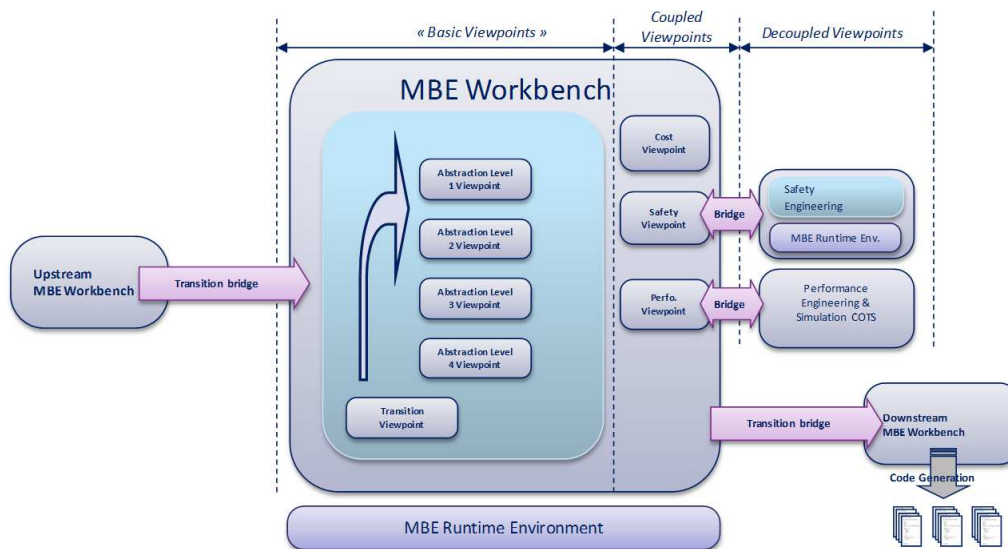 « Basic Viewpoints »
Coupled
Viewpoints
Decoupled Viewpoints
MBE Workbench
Abstraction Level
1 Viewpoint
Abstraction Level
2 Viewpoint
Abstraction Level
3 Viewpoint
Abstraction Level
4 Viewpoint
Transition
Viewpoint
Cost
Viewpoint
Safety
Viewpoint
Perfo.
Viewpoint
Bridge
Bridge
Safety
Engineering
MBE Runtime Env.
Performance
Engineering &
Simulation COTS
Upstream
MBE Workbench
Transition bridge
Transition bridge
Downstream
MBE Workbench
Code Generation
MBE Runtime Environment